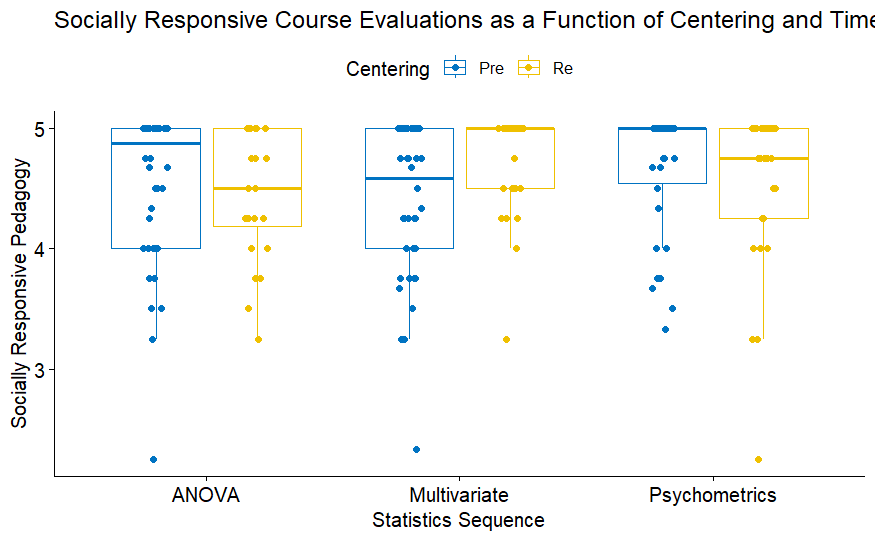 Socially Responsive Course Evaluations as a Function of Centering and Time
Centering Pre Re
Socially Responsive Pedagogy
5
4
3
ANOVA Multivariate Psychometrics
Statistics Sequence